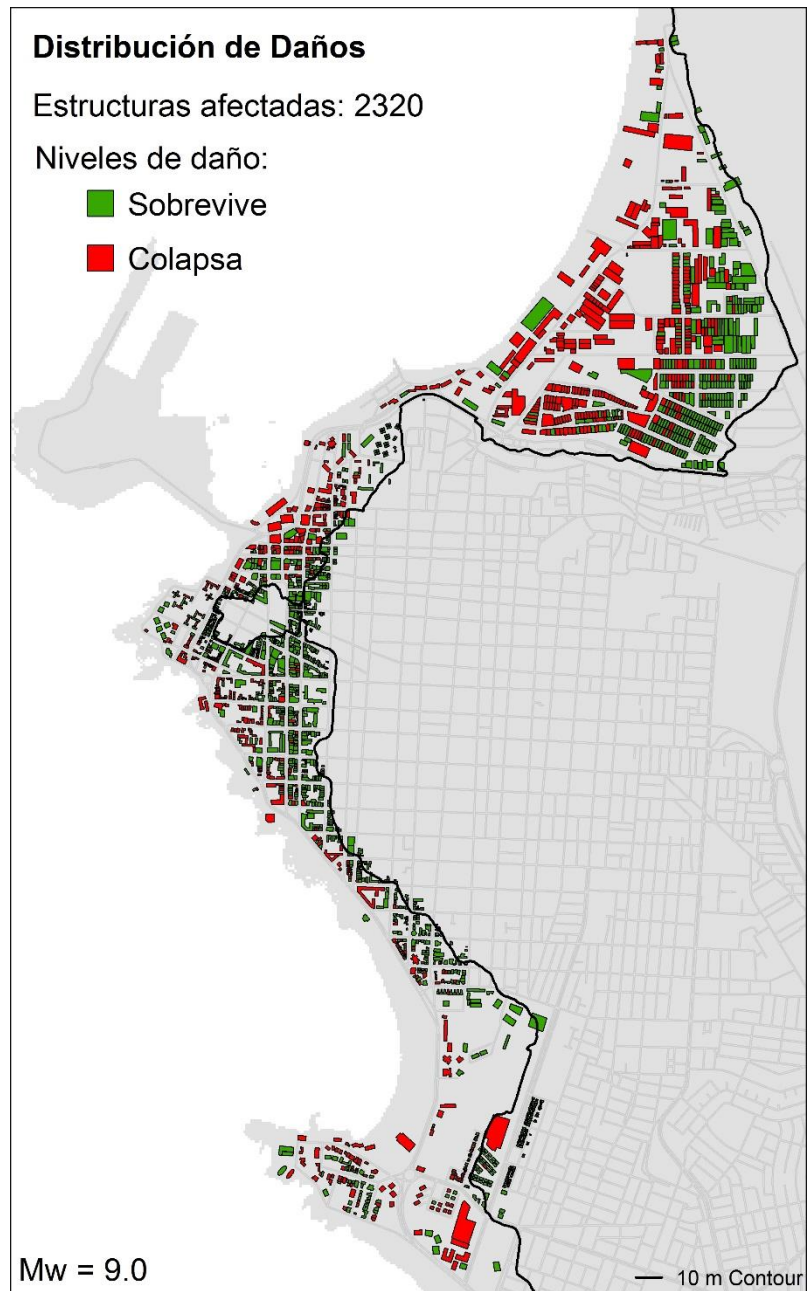 Distribución de Daños
Estructuras afectadas: 2320
Niveles de daño:
Sobrevive
Colapsa
Mw = 9.0
10 m Contour